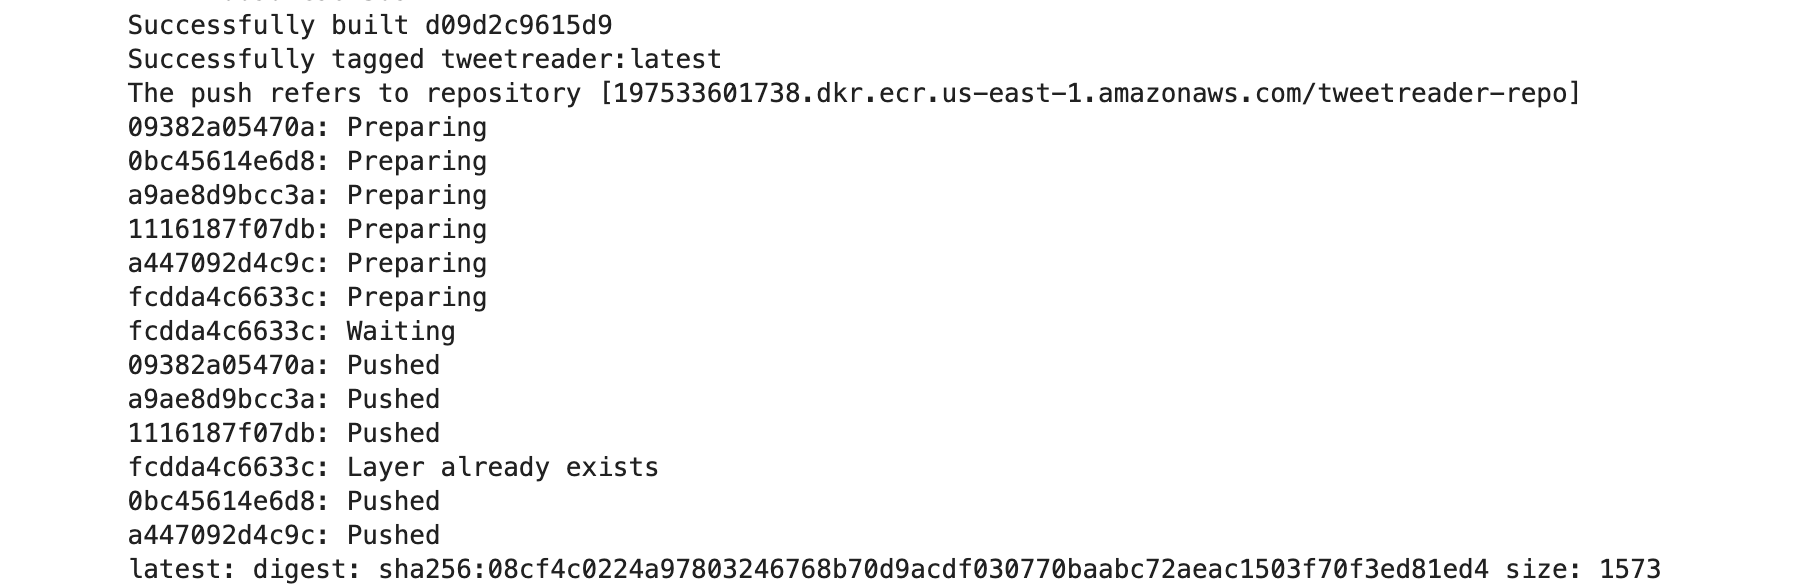 Successfully built d09d2c9615d9
Successfully tagged tweetreader:latest
The push refers to repository [197533601738.dkr.ecr.us-east-1.amazonaws.com/tweetreader-repo]
09382a05470a: Preparing
0bc45614e6d8: Preparing
a9ae8d9bcc3a: Preparing
1116187f07db: Preparing
a447092d4c9c: Preparing
fcdda4c6633c: Preparing
fcdda4c6633c: Waiting
09382a05470a: Pushed
a9ae8d9bcc3a: Pushed
1116187f07db: Pushed
fcdda4c6633c: Layer already exists
0bc45614e6d8: Pushed
a447092d4c9c: Pushed
latest: digest: sha256:08cf4c0224a97803246768b70d9acdf030770baabc72aeac1503f70f3ed81ed4 size: 1573